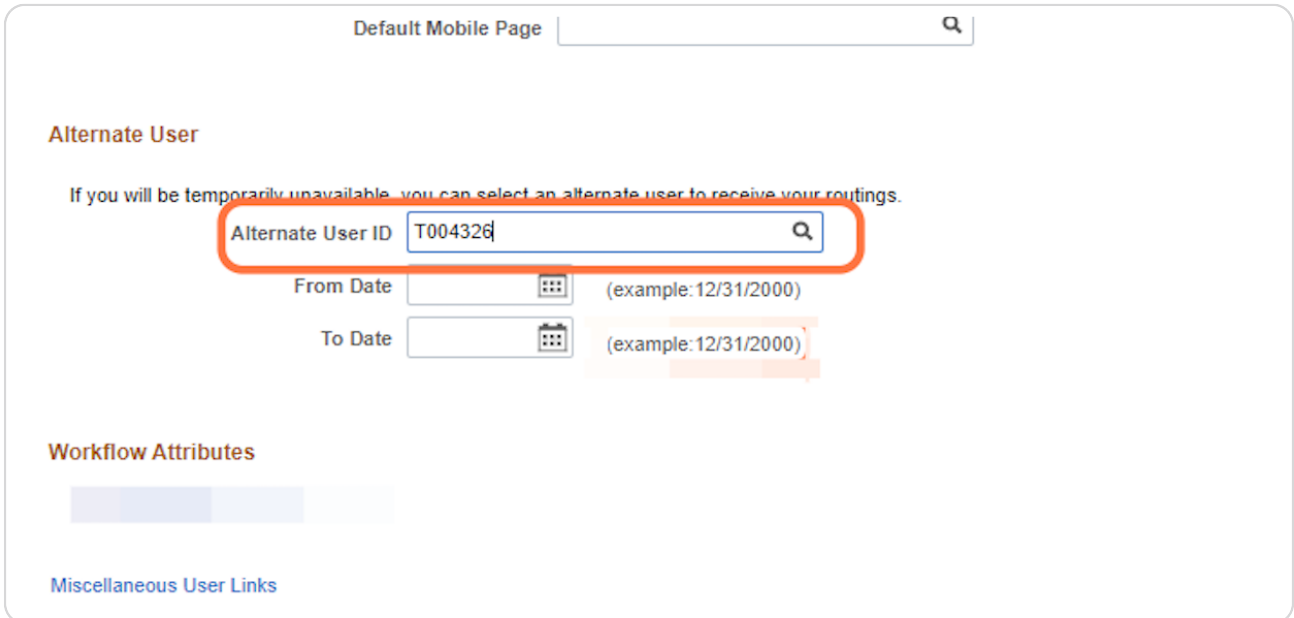 Default Mobile Page
Alternate User
If you will be temporarily unavailable, you can select an alternate user to receive your routings.
Alternate User ID T004326
From Date (example:12/31/2000)
To Date (example:12/31/2000)
Workflow Attributes
Miscellaneous User Links